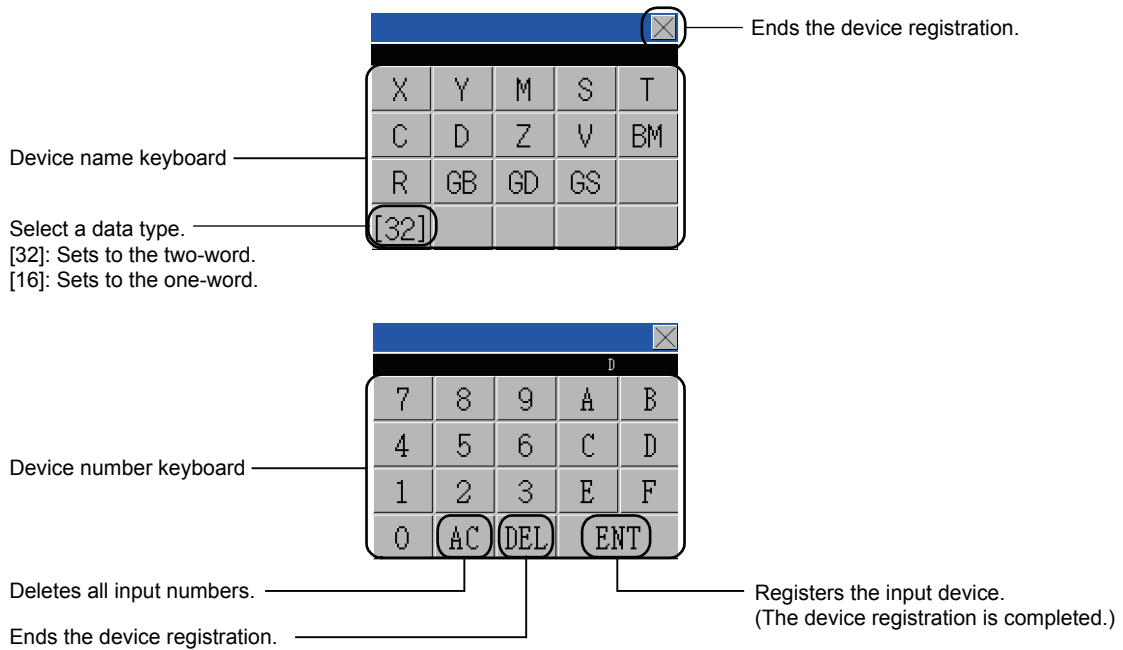 Ends the device registration.
X Y M S T
C D Z V BM
Device name keyboard
R GB GD GS
[32]
Select a data type.
[32]: Sets to the two-word.
[16]: Sets to the one-word.
D
7 8 9 A B
4 5 6 C D
Device number keyboard
1 2 3 E F
0 AC DEL ENT
Deletes all input numbers.
Registers the input device.
(The device registration is completed.)
Ends the device registration.